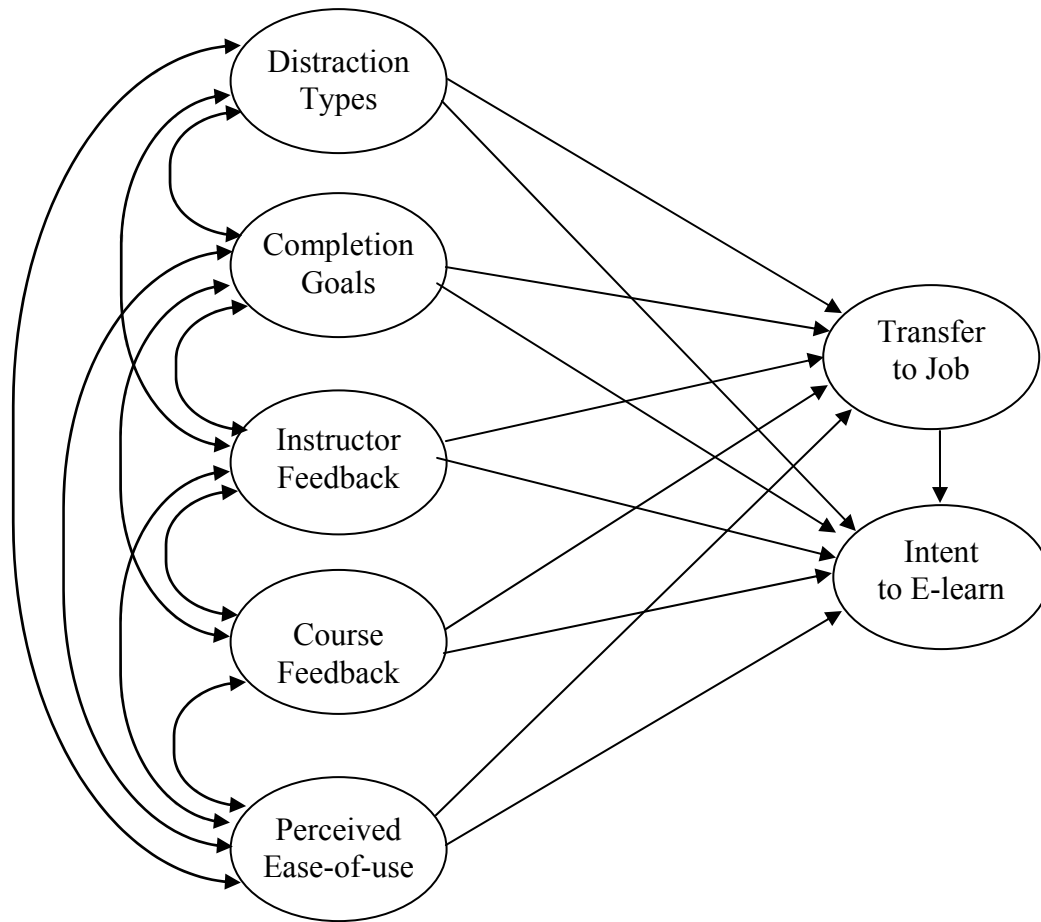 Distraction
Types
Completion
Goals
Transfer
to Job
Instructor
Feedback
Intent
to E-learn
Course
Feedback
Perceived
Ease-of-use